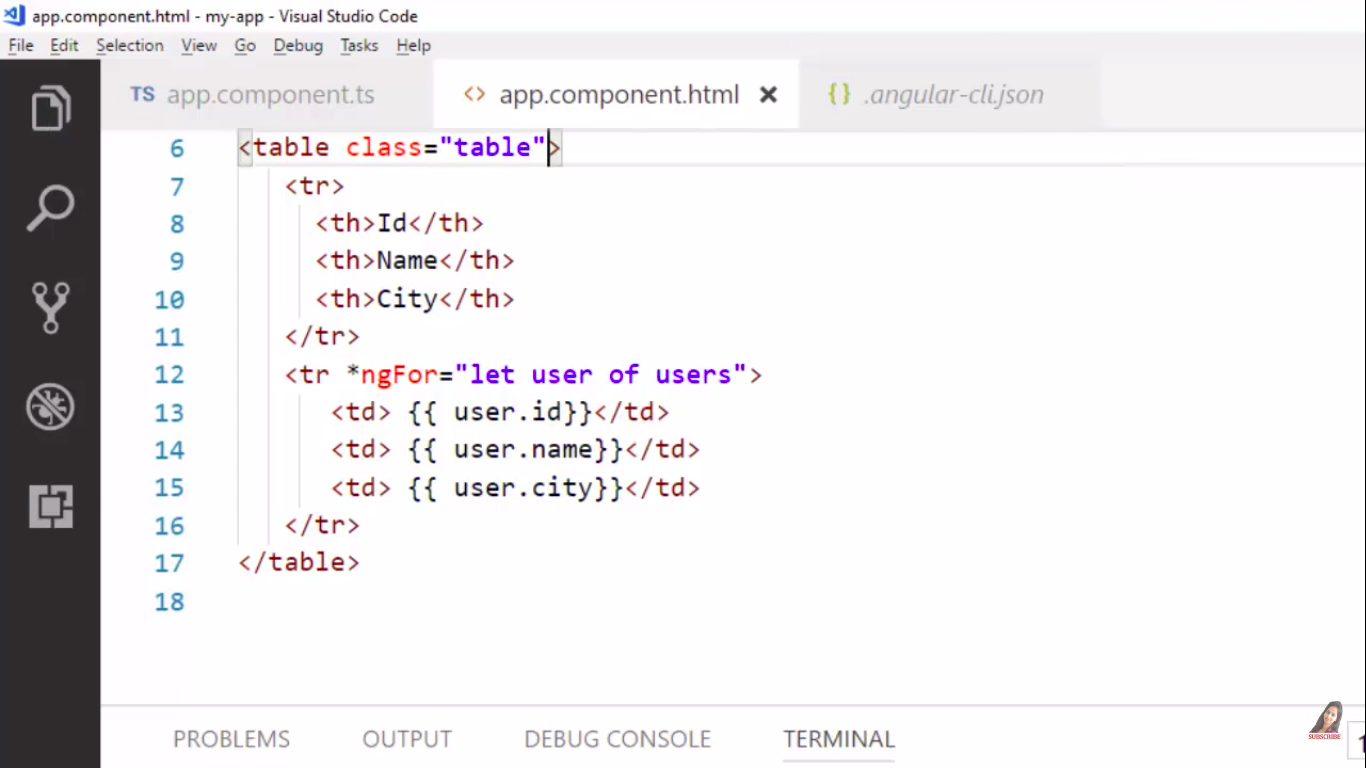 app.component.html - my-app - Visual Studio Code
File Edit Selection View Go Debug Tasks Help
TS app.component.ts <> app.component.html × {} .angular-cli.json
6 <table class="table">
7 <tr>
8 <th>Id</th>
9 <th>Name</th>
10 <th>City</th>
11 </tr>
12 <tr *ngFor="let user of users">
13 <td> {{ user.id}}</td>
14 <td> {{ user.name}}</td>
15 <td> {{ user.city}}</td>
16 </tr>
17 </table>
18
PROBLEMS OUTPUT DEBUG CONSOLE TERMINAL
SUBSCRIBE
1